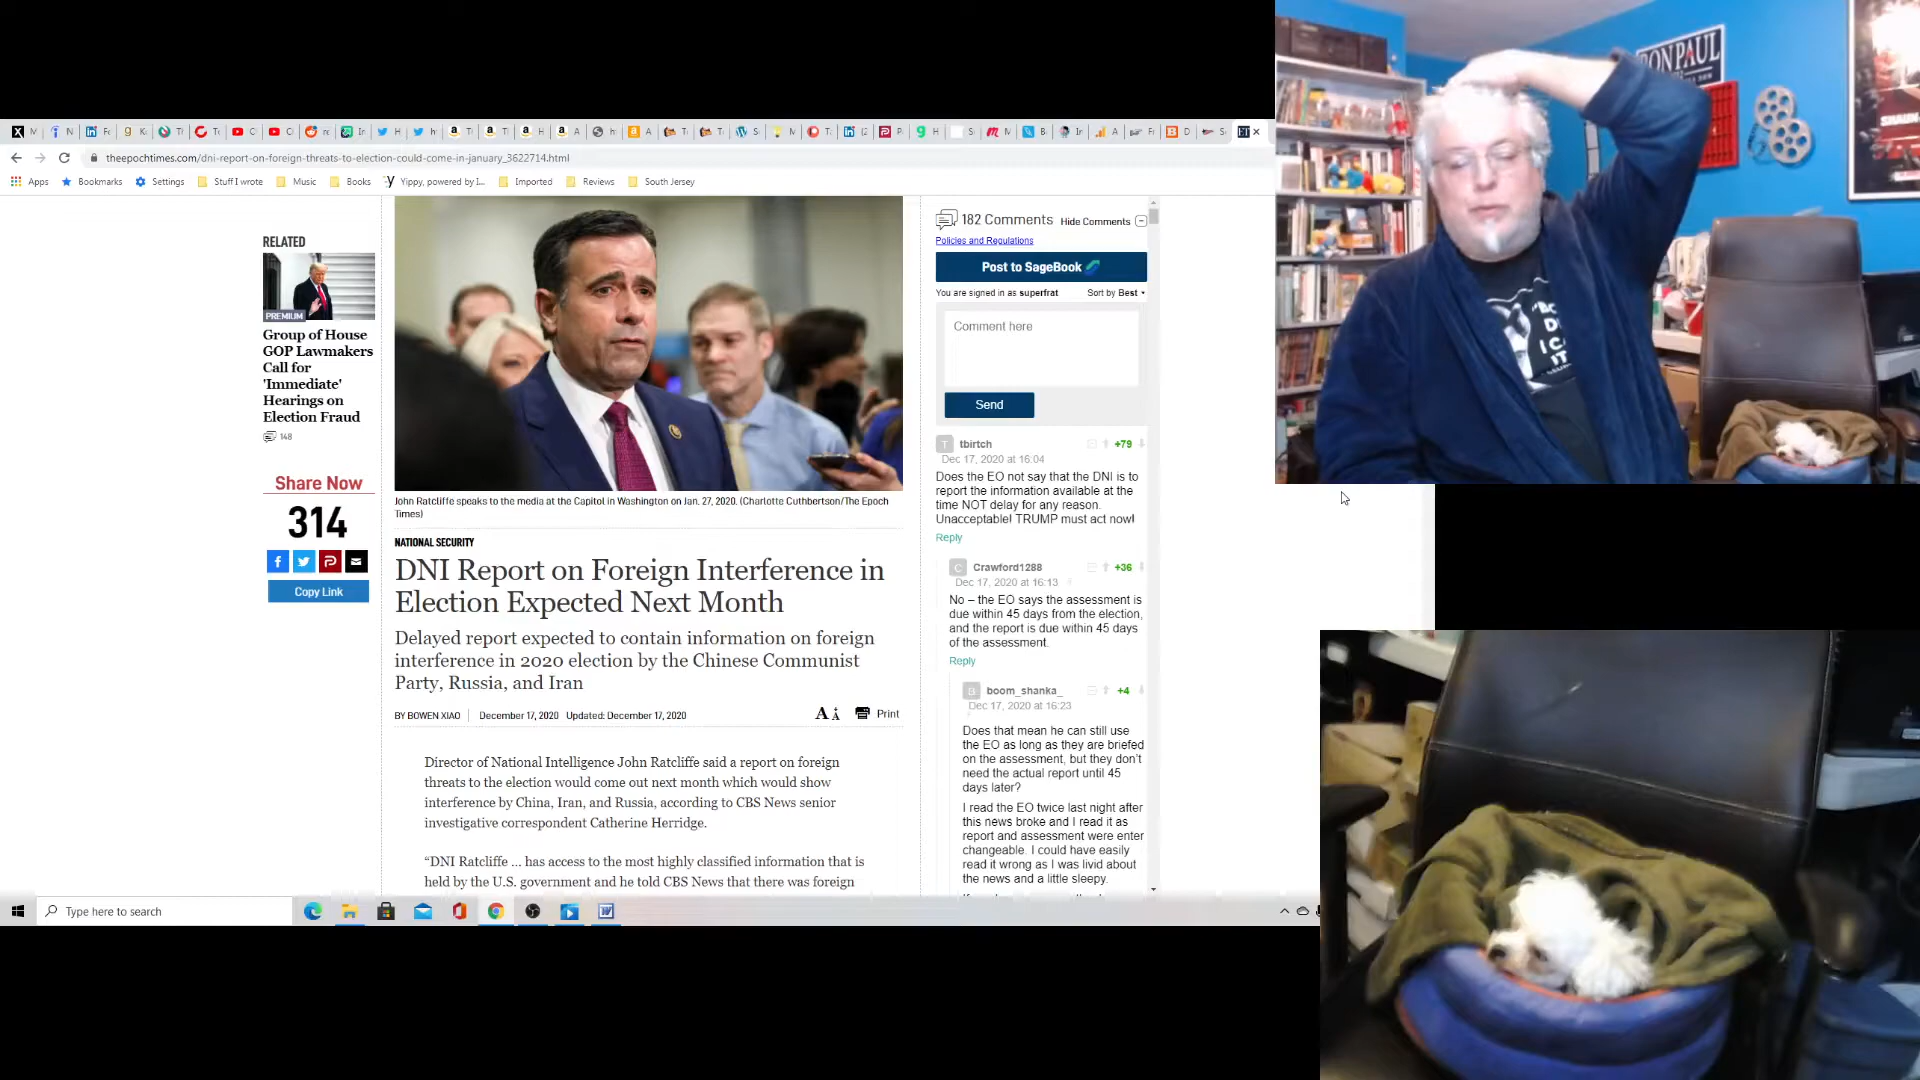 theepochtimes.com/dni-report-on-foreign-threats-to-election-could-come-in-january_3622714.html
Apps
Bookmarks
Settings
Stuff I wrote
Music
Books
Yippy, powered by I...
Imported
Reviews
South Jersey
RELATED
PREMIUM
Group of House
GOP Lawmakers
Call for
'Immediate'
Hearings on
Election Fraud
148
Share Now
314
Copy Link
John Ratcliffe speaks to the media at the Capitol in Washington on Jan. 27, 2020. (Charlotte Cuthbertson/The Epoch
Times)
NATIONAL SECURITY
DNI Report on Foreign Interference in
Election Expected Next Month
Delayed report expected to contain information on foreign
interference in 2020 election by the Chinese Communist
Party, Russia, and Iran
BY BOWEN XIAO December 17, 2020 Updated: December 17, 2020
Print
Director of National Intelligence John Ratcliffe said a report on foreign
threats to the election would come out next month which would show
interference by China, Iran, and Russia, according to CBS News senior
investigative correspondent Catherine Herridge.
“DNI Ratcliffe ... has access to the most highly classified information that is
held by the U.S. government and he told CBS News that there was foreign
182 Comments Hide Comments
Policies and Regulations
Post to SageBook
You are signed in as superfrat Sort by Best
Comment here
Send
T tbirtch +79
Dec 17, 2020 at 16:04
Does the EO not say that the DNI is to
report the information available at the
time NOT delay for any reason.
Unacceptable! TRUMP must act now!
Reply
C Crawford1288 +36
Dec 17, 2020 at 16:13
No – the EO says the assessment is
due within 45 days from the election,
and the report is due within 45 days
of the assessment.
Reply
B boom_shanka_ +4
Dec 17, 2020 at 16:23
Does that mean he can still use
the EO as long as they are briefed
on the assessment, but they don't
need the actual report until 45
days later?
I read the EO twice last night after
this news broke and I read it as
report and assessment were enter
changeable. I could have easily
read it wrong as I was livid about
the news and a little sleepy.
Type here to search
RON PAUL
SHAUN